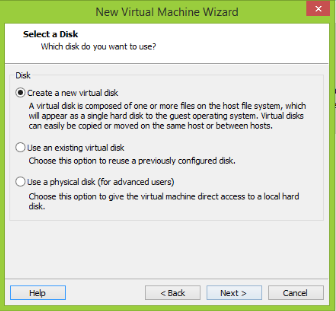 New Virtual Machine Wizard
Select a Disk
Which disk do you want to use?
Disk
Create a new virtual disk
A virtual disk is composed of one or more files on the host file system, which
will appear as a single hard disk to the guest operating system. Virtual disks
can easily be copied or moved on the same host or between hosts.
Use an existing virtual disk
Choose this option to reuse a previously configured disk.
Use a physical disk (for advanced users)
Choose this option to give the virtual machine direct access to a local hard
disk.
Help
< Back
Next >
Cancel